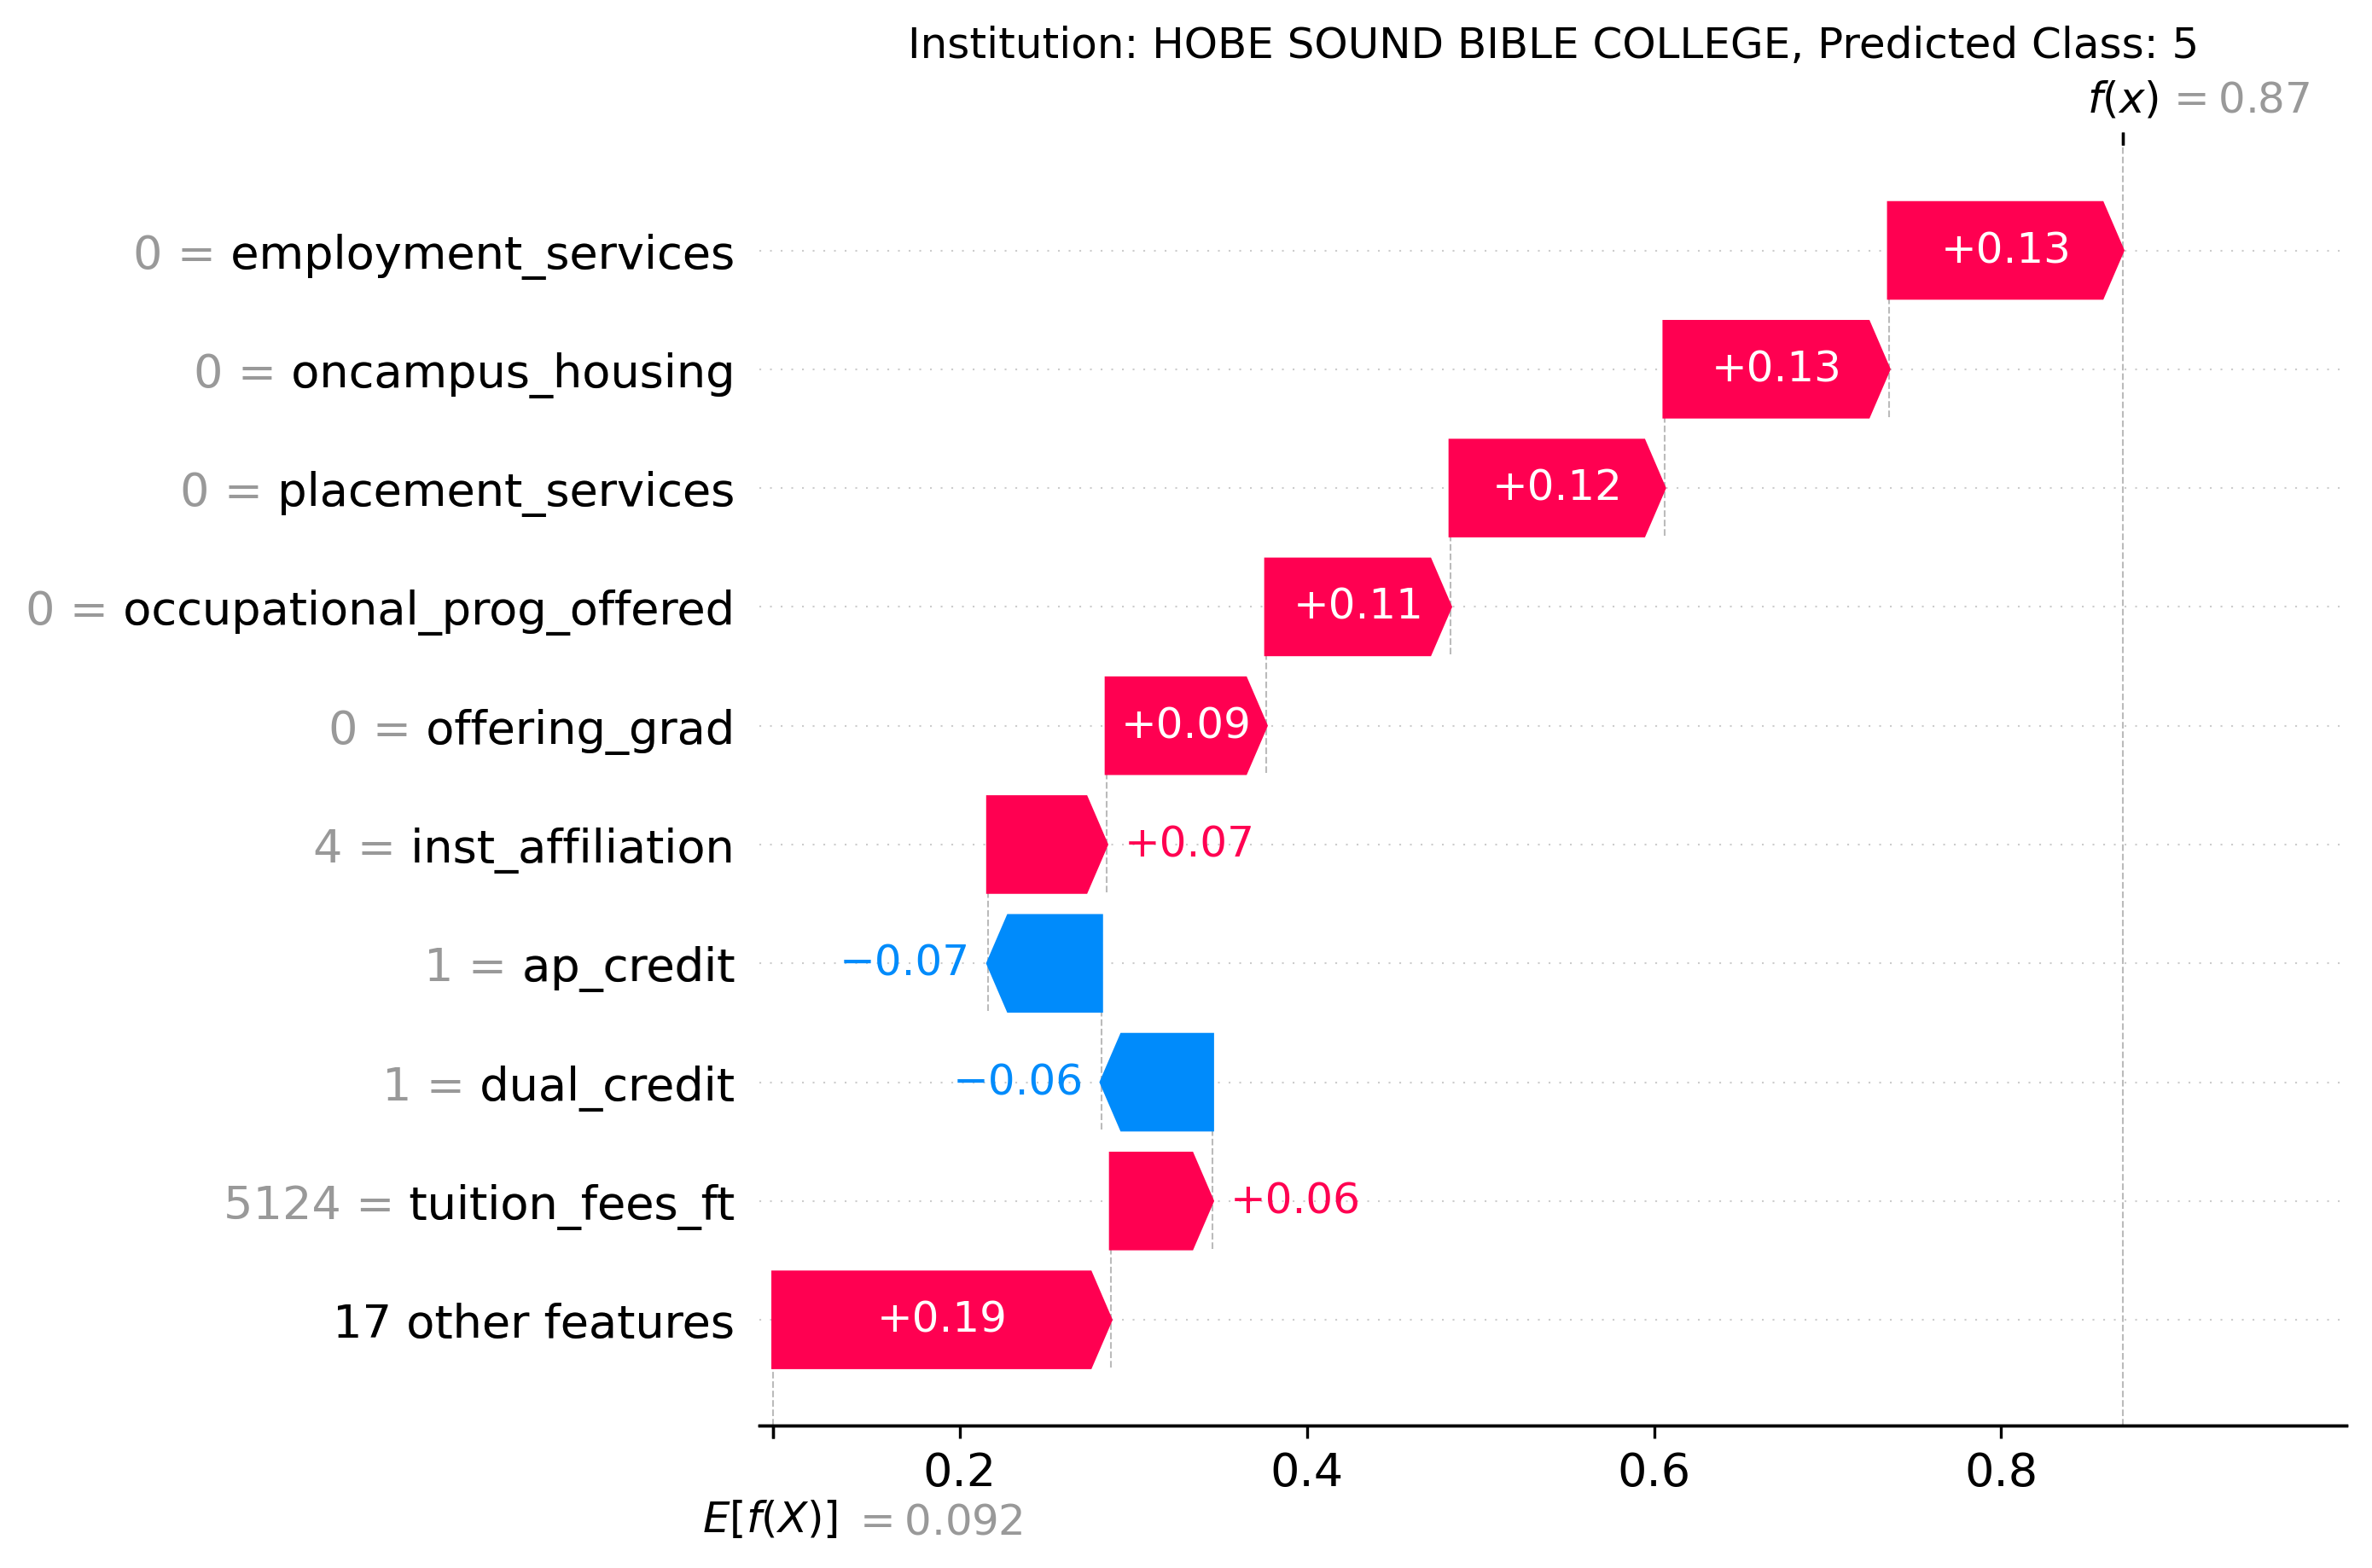 Institution: HOBE SOUND BIBLE COLLEGE, Predicted Class: 5
f(x) = 0.87
0 = employment_services +0.13
0 = oncampus_housing +0.13
0 = placement_services +0.12
0 = occupational_prog_offered +0.11
0 = offering_grad +0.09
4 = inst_affiliation +0.07
1 = ap_credit −0.07
1 = dual_credit −0.06
5124 = tuition_fees_ft +0.06
17 other features +0.19
0.2 0.4 0.6 0.8
E[f(X)] = 0.092